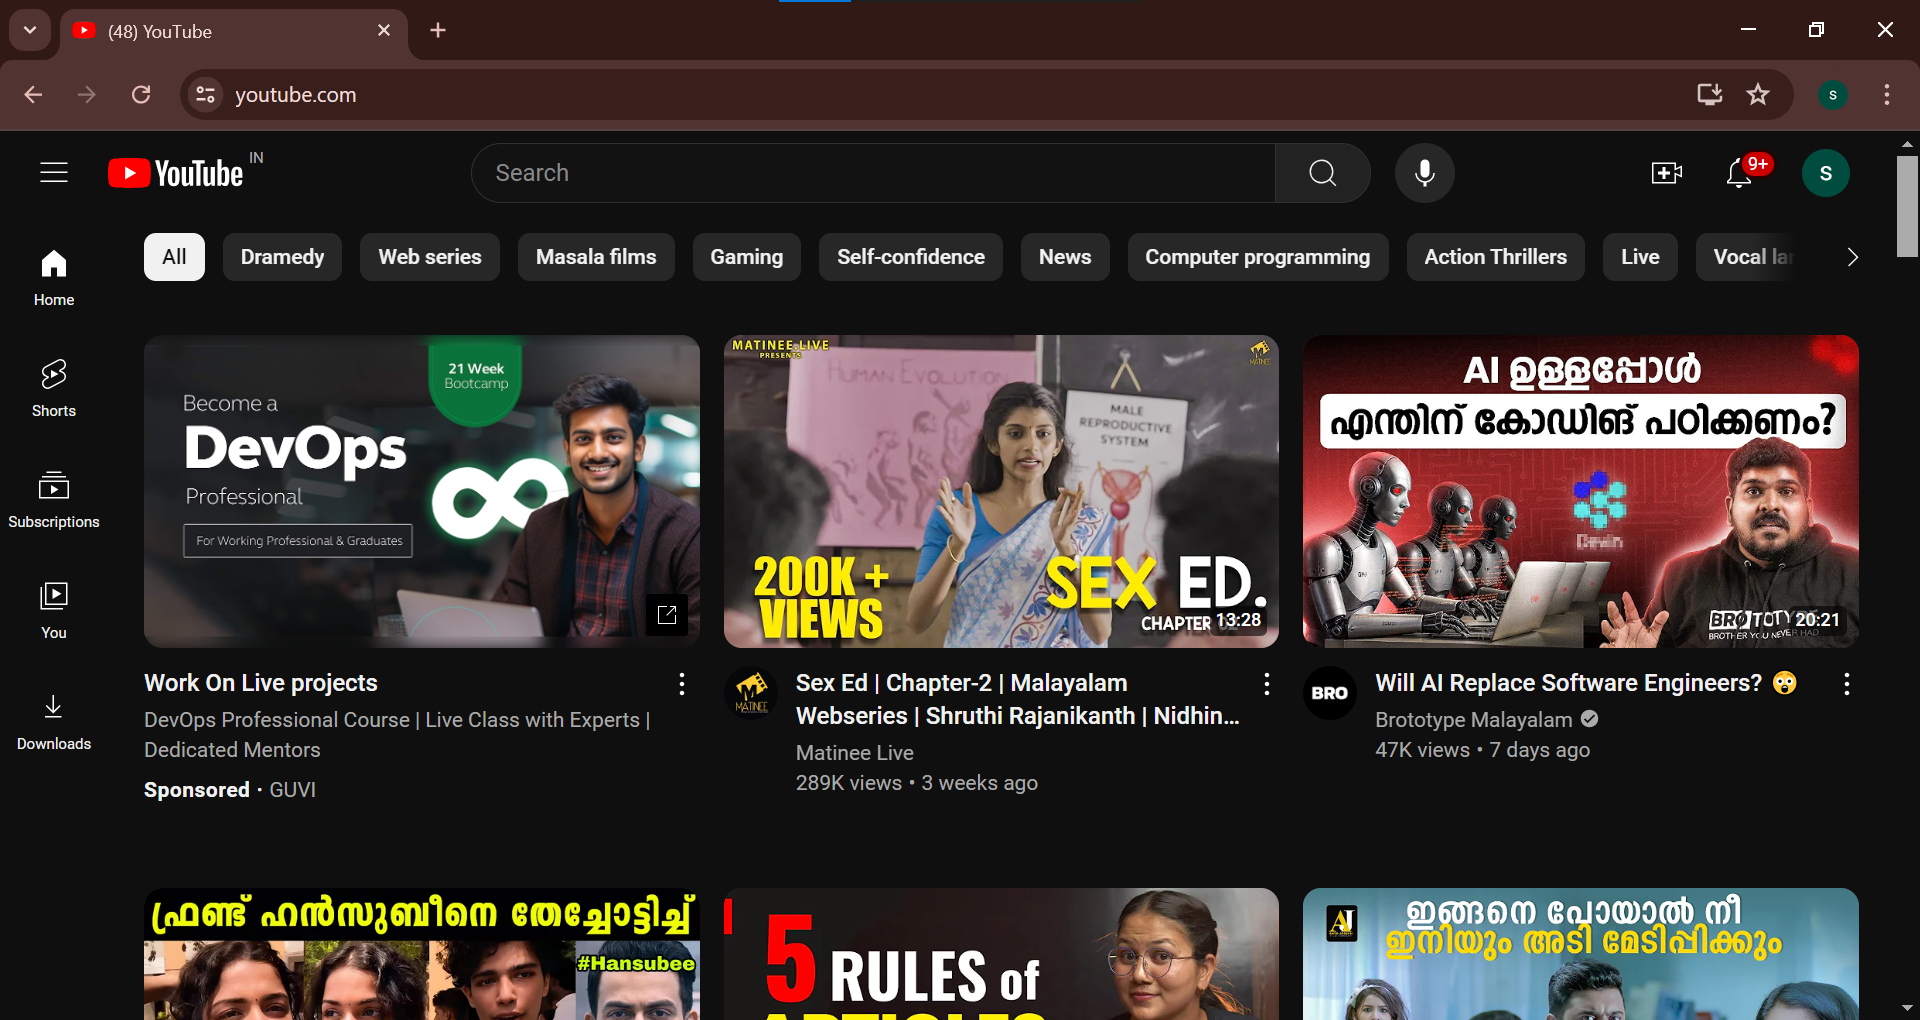 (48) YouTube
youtube.com
S
YouTube IN
Search
9+
S
All
Dramedy
Web series
Masala films
Gaming
Self-confidence
News
Computer programming
Action Thrillers
Live
Vocal
Home
Shorts
Subscriptions
You
Downloads
21 Week
Bootcamp
Become a
DevOps
Professional
For Working Professional & Graduates
Work On Live projects
DevOps Professional Course | Live Class with Experts |
Dedicated Mentors
Sponsored · GUVI
MATINEE.LIVE
PRESENTS
MATINEE
HUMAN EVOLUTION
MALE
REPRODUCTIVE
SYSTEM
200K +
VIEWS
SEX ED.
CHAPTER
13:28
MATINEE
Sex Ed | Chapter-2 | Malayalam
Webseries | Shruthi Rajanikanth | Nidhin...
Matinee Live
289K views • 3 weeks ago
AI ഉള്ളപ്പോൾ
എന്തിന് കോഡിങ് പഠിക്കണം?
Devin
BROTOTYPE
BROTHER YOU NEVER HAD
20:21
BRO
Will AI Replace Software Engineers? 😲
Brototype Malayalam
47K views • 7 days ago
ഫ്രണ്ട് ഹൻസുബീനെ തേച്ചോട്ടിച്ച്
#Hansubee
5 RULES of
ARTICLES
AJ
ഇങ്ങനെ പോയാൽ നീ
ഇനിയും അടി മേടിപ്പിക്കും